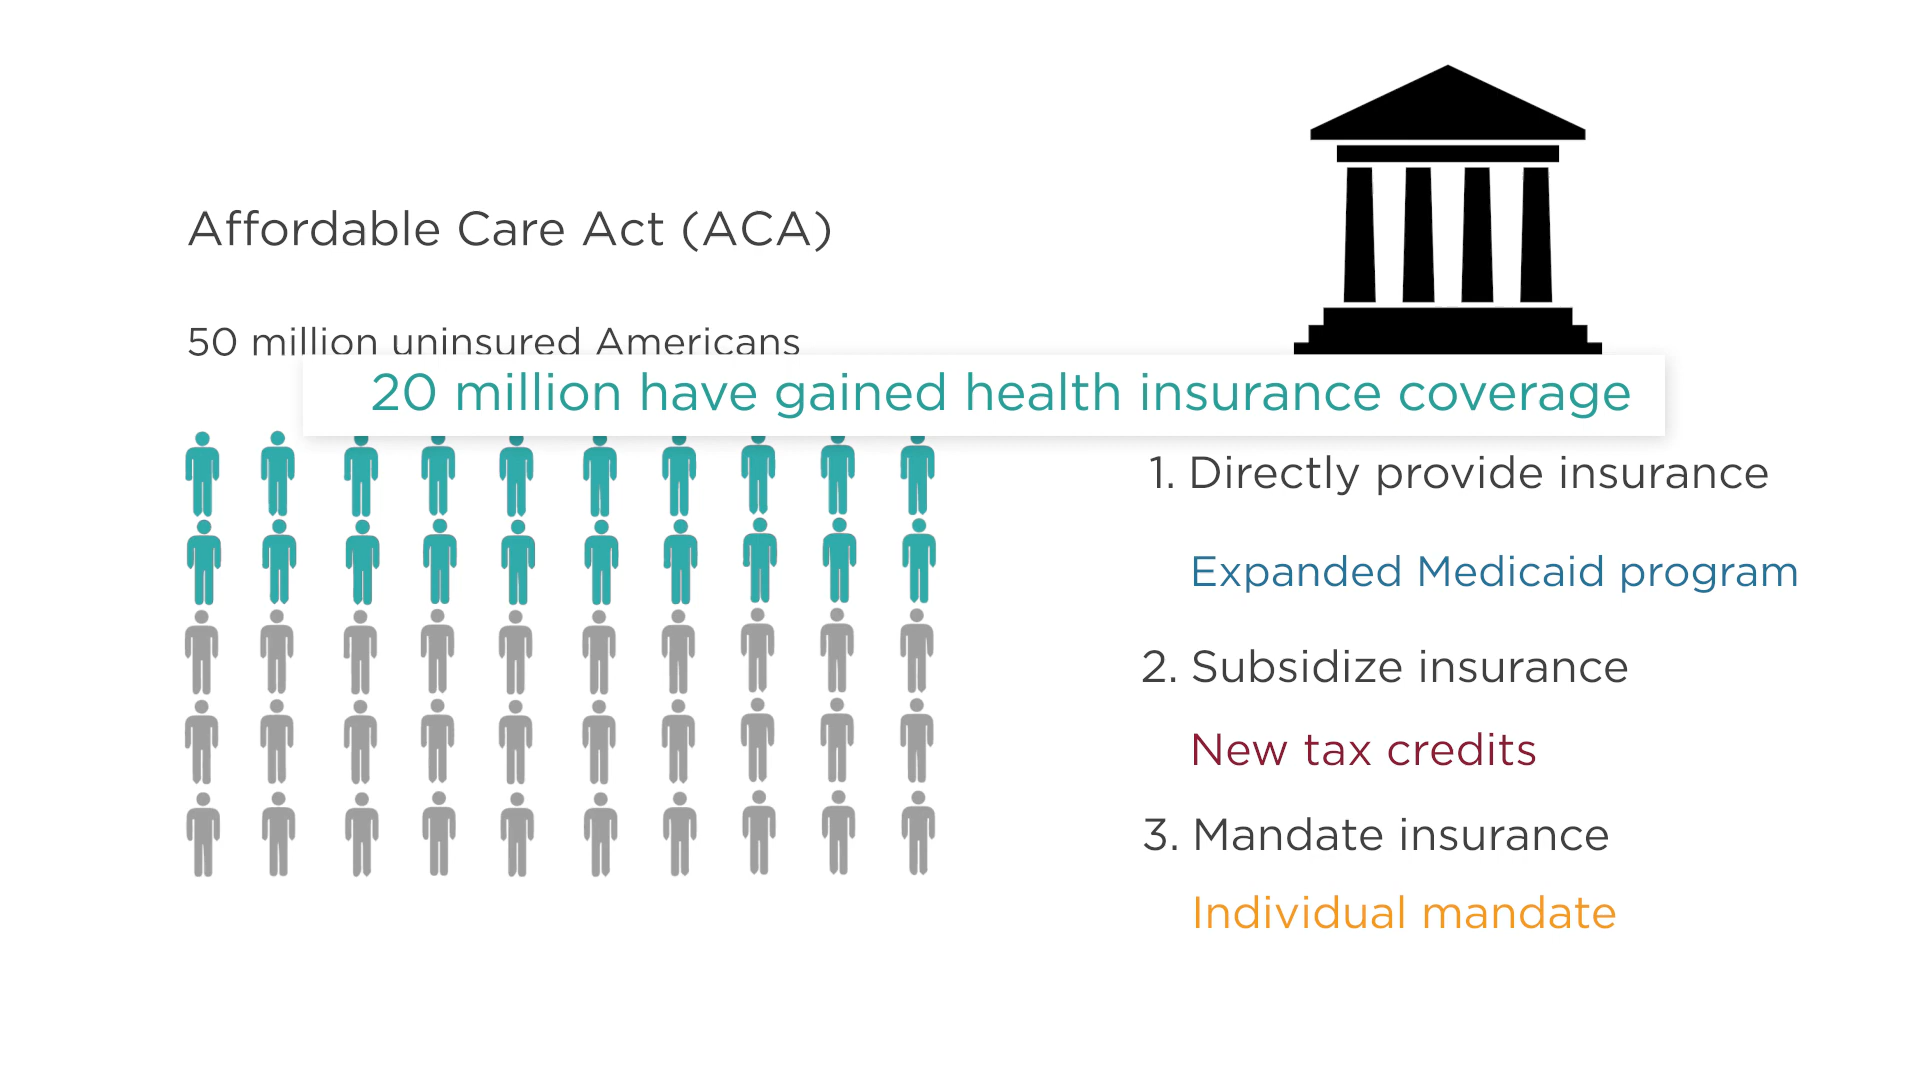 Affordable Care Act (ACA)
50 million uninsured Americans
20 million have gained health insurance coverage
1. Directly provide insurance
Expanded Medicaid program
2. Subsidize insurance
New tax credits
3. Mandate insurance
Individual mandate